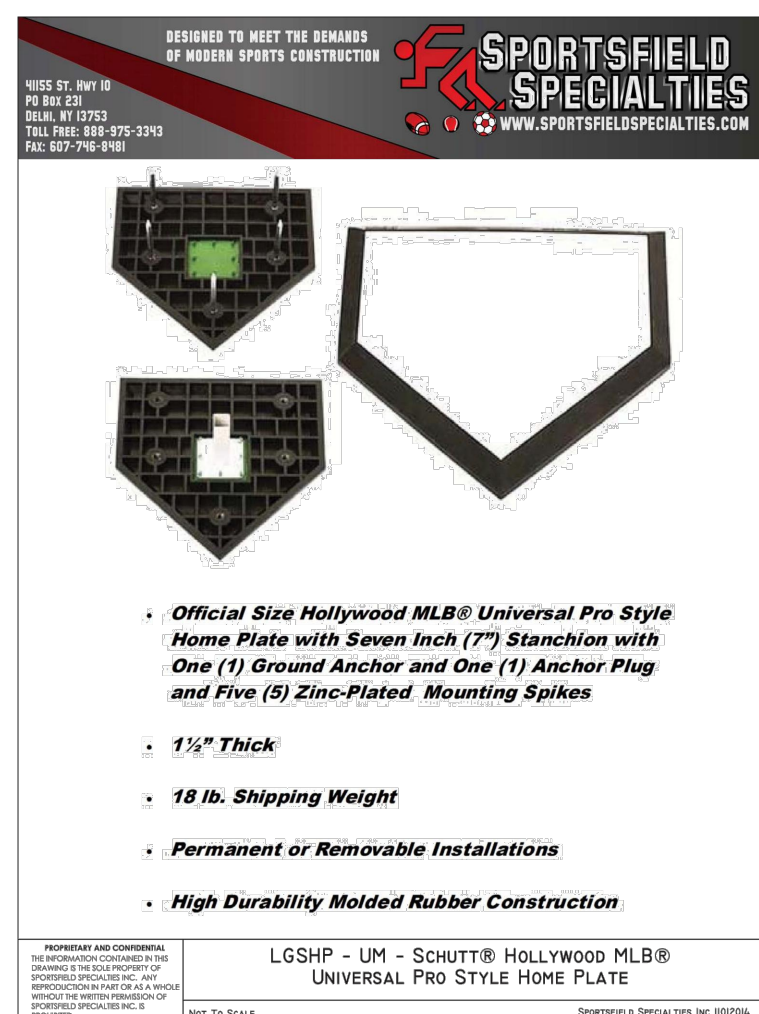 DESIGNED TO MEET THE DEMANDS
OF MODERN SPORTS CONSTRUCTION
SPORTSFIELD
SPECIALTIES
WWW.SPORTSFIELDSPECIALTIES.COM
41155 ST. HWY 10
PO BOX 231
DELHI, NY 13753
TOLL FREE: 888-975-3343
FAX: 607-746-8481
• Official Size Hollywood MLB® Universal Pro Style
Home Plate with Seven Inch (7”) Stanchion with
One (1) Ground Anchor and One (1) Anchor Plug
and Five (5) Zinc-Plated Mounting Spikes
• 1½” Thick
• 18 lb. Shipping Weight
• Permanent or Removable Installations
• High Durability Molded Rubber Construction
PROPRIETARY AND CONFIDENTIAL
THE INFORMATION CONTAINED IN THIS
DRAWING IS THE SOLE PROPERTY OF
SPORTSFIELD SPECIALTIES INC. ANY
REPRODUCTION IN PART OR AS A WHOLE
WITHOUT THE WRITTEN PERMISSION OF
SPORTSFIELD SPECIALTIES INC. IS
LGSHP - UM - SCHUTT® HOLLYWOOD MLB®
UNIVERSAL PRO STYLE HOME PLATE
NOT TO SCALE
SPORTSFIELD SPECIALTIES INC 11012014